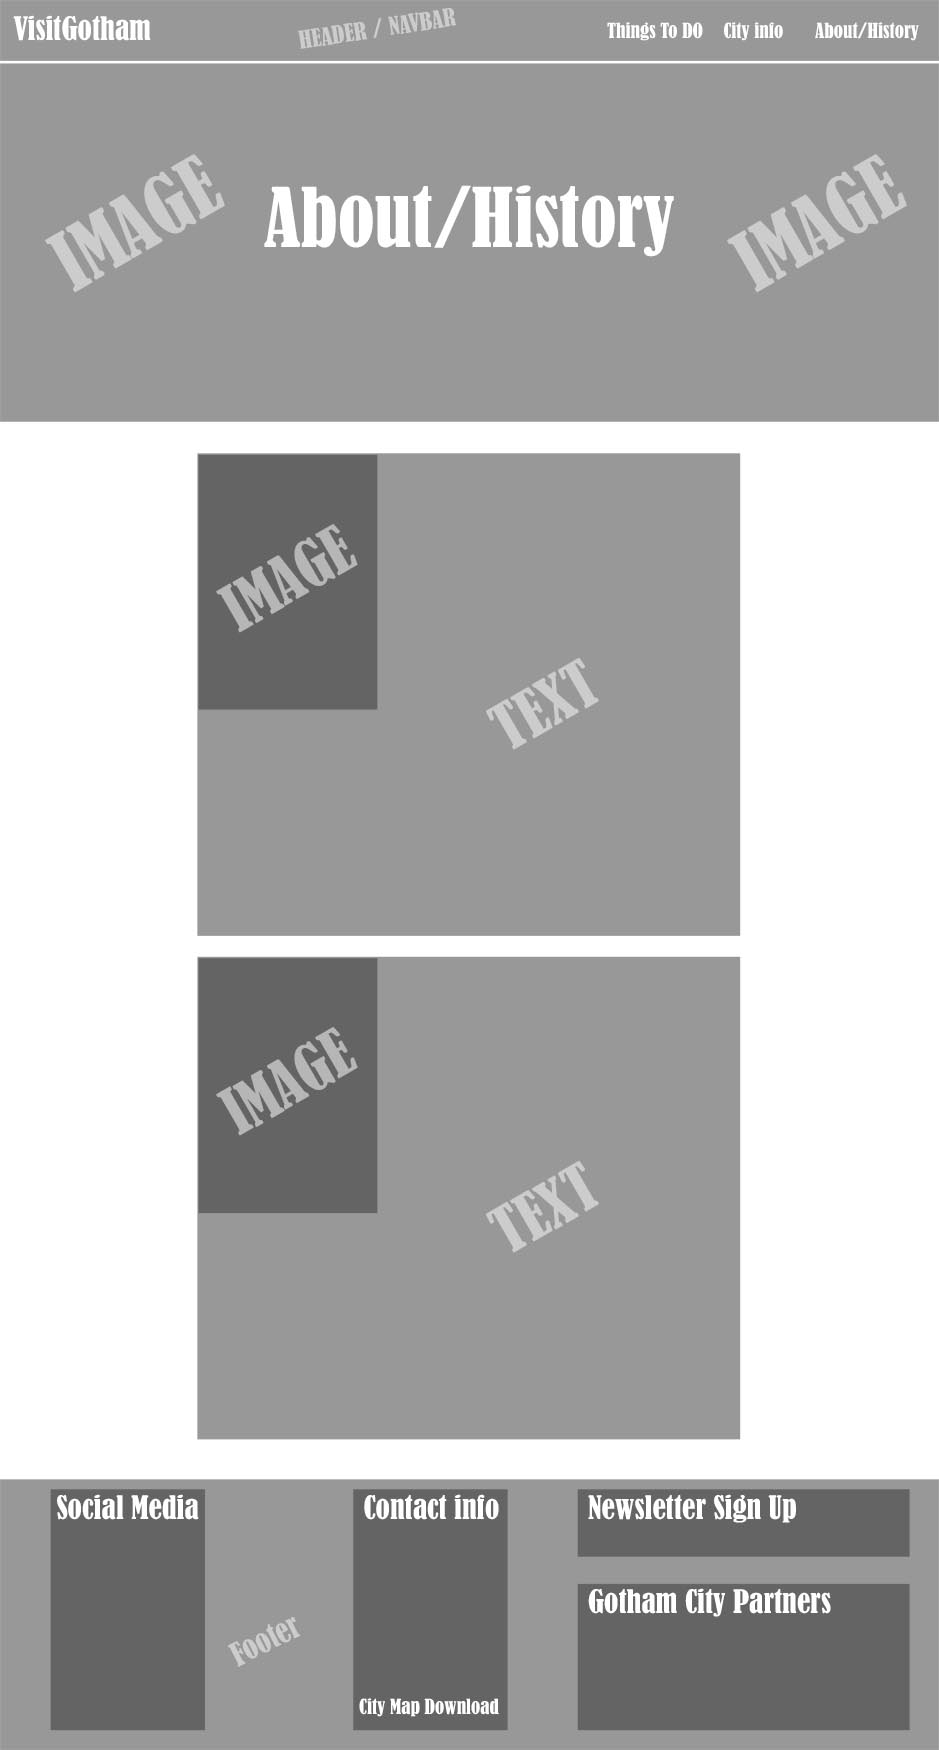 VisitGotham
HEADER / NAVBAR
Things To DO
City info
About/History
IMAGE
About/History
IMAGE
IMAGE
TEXT
IMAGE
TEXT
Social Media
Contact info
Newsletter Sign Up
Gotham City Partners
Footer
City Map Download